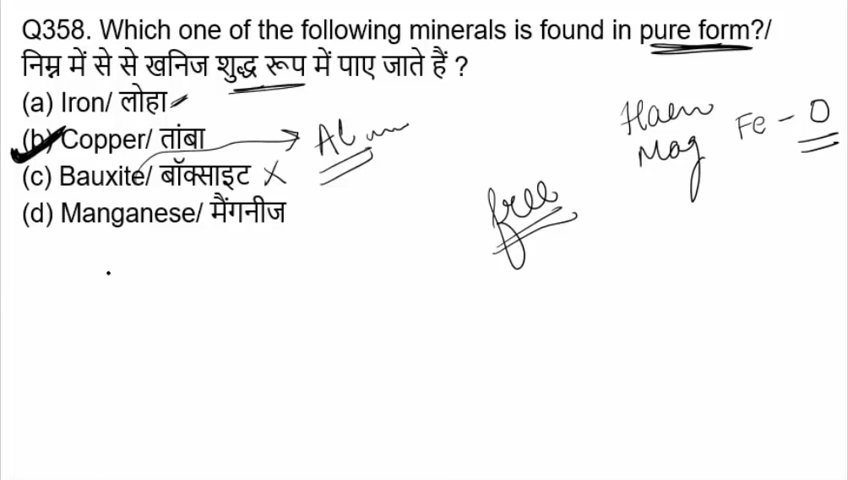 Q358. Which one of the following minerals is found in pure form?/
निम्न में से से खनिज शुद्ध रूप में पाए जाते हैं ?
(a) Iron/ लोहा
(b) Copper/ तांबा
(c) Bauxite/ बॉक्साइट
(d) Manganese/ मैंगनीज
Haem
Mag
Fe - O
Alum
free